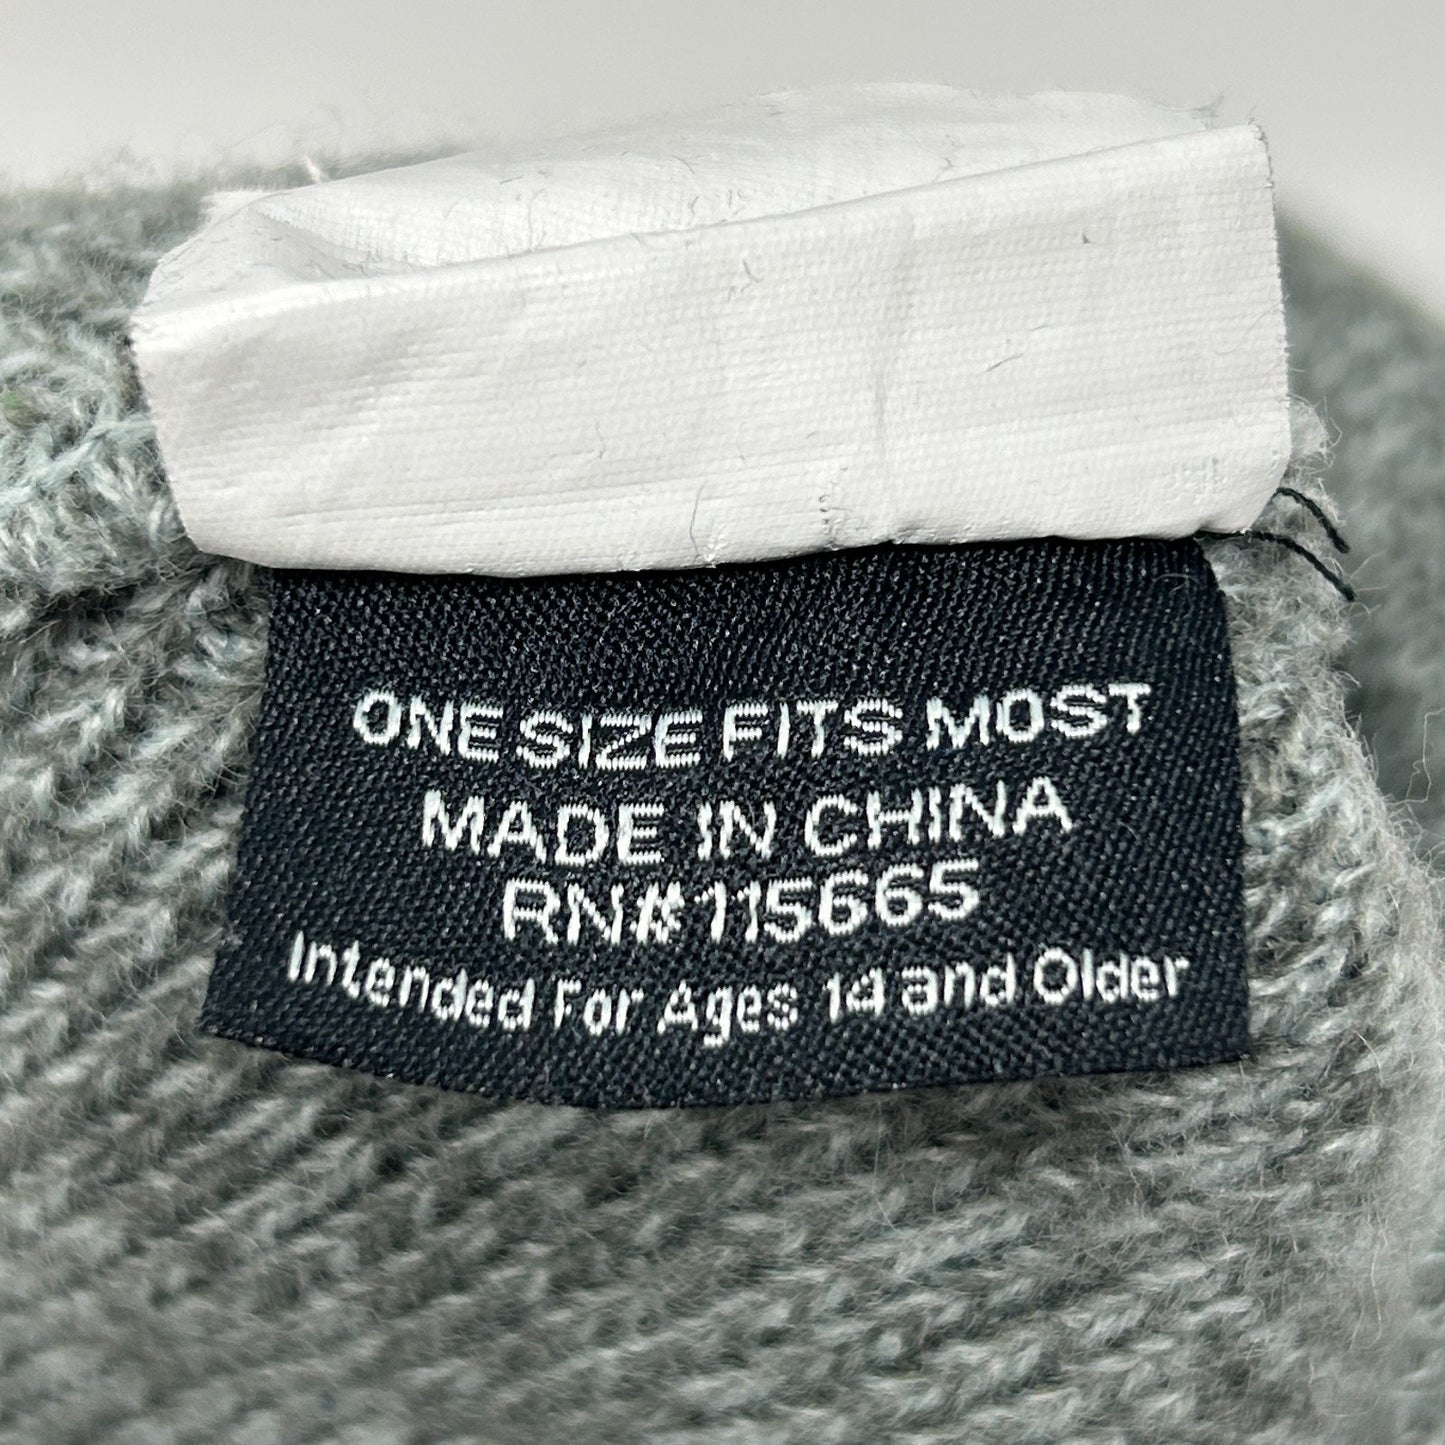 ONE SIZE FITS MOST
MADE IN CHINA
RN#115665
Intended For Ages 14 and Older